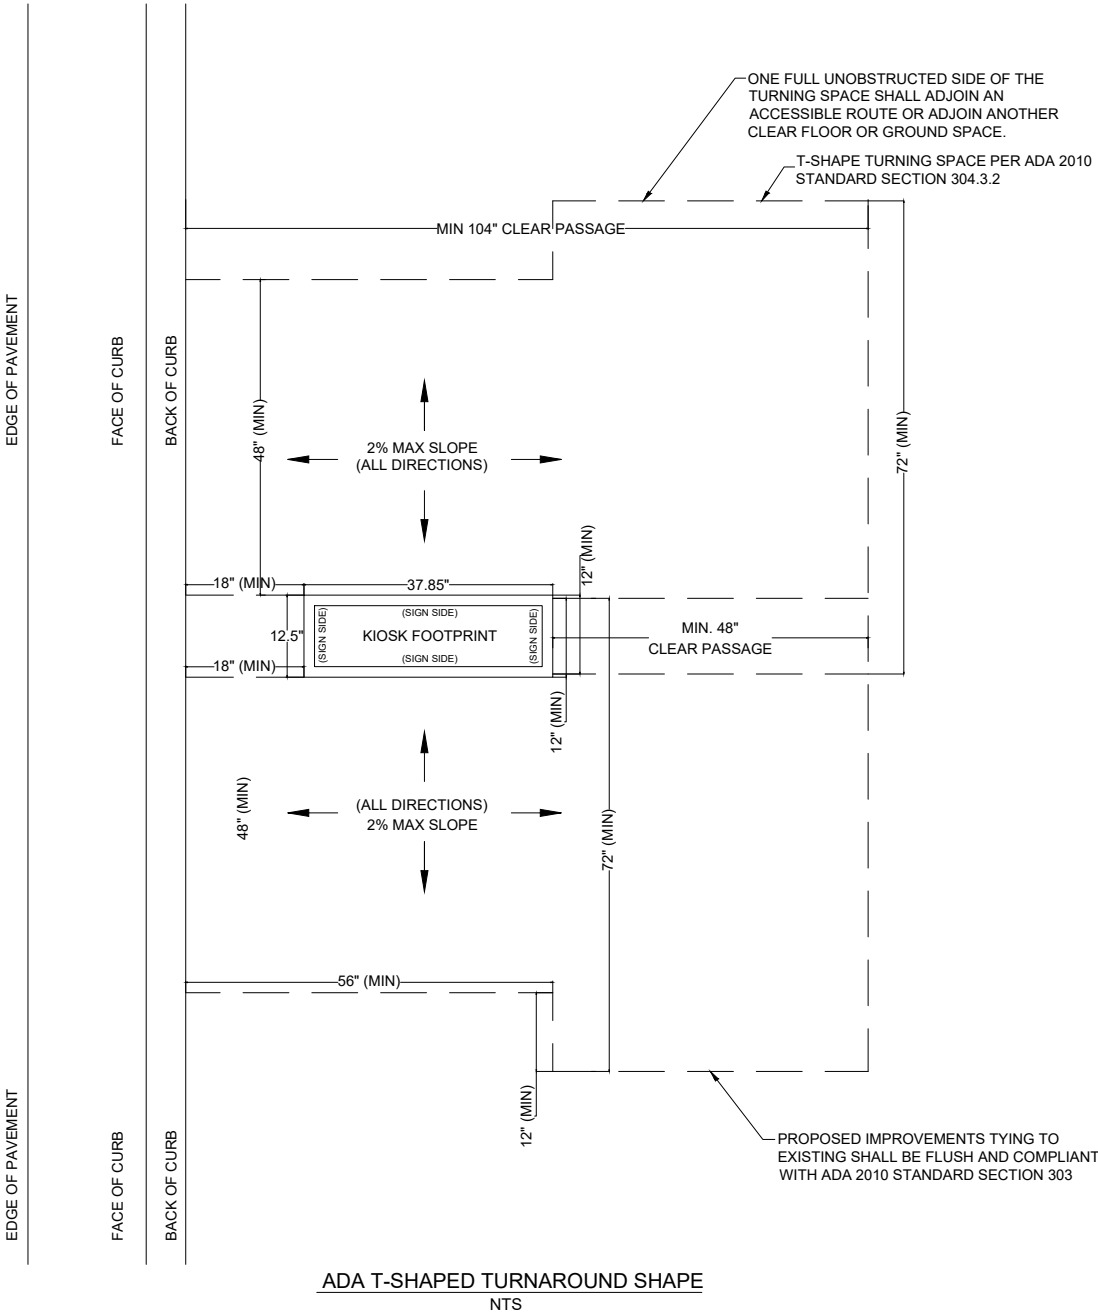 ONE FULL UNOBSTRUCTED SIDE OF THE
TURNING SPACE SHALL ADJOIN AN
ACCESSIBLE ROUTE OR ADJOIN ANOTHER
CLEAR FLOOR OR GROUND SPACE.
T-SHAPE TURNING SPACE PER ADA 2010
STANDARD SECTION 304.3.2
MIN 104" CLEAR PASSAGE
EDGE OF PAVEMENT
FACE OF CURB
BACK OF CURB
48" (MIN)
2% MAX SLOPE
(ALL DIRECTIONS)
72" (MIN)
18" (MIN)
37.85"
12" (MIN)
12.5"
(SIGN SIDE)
(SIGN SIDE)
KIOSK FOOTPRINT
(SIGN SIDE)
(SIGN SIDE)
MIN. 48"
CLEAR PASSAGE
18" (MIN)
12" (MIN)
48" (MIN)
(ALL DIRECTIONS)
2% MAX SLOPE
72" (MIN)
56" (MIN)
12" (MIN)
EDGE OF PAVEMENT
FACE OF CURB
BACK OF CURB
PROPOSED IMPROVEMENTS TYING TO
EXISTING SHALL BE FLUSH AND COMPLIANT
WITH ADA 2010 STANDARD SECTION 303
ADA T-SHAPED TURNAROUND SHAPE
NTS